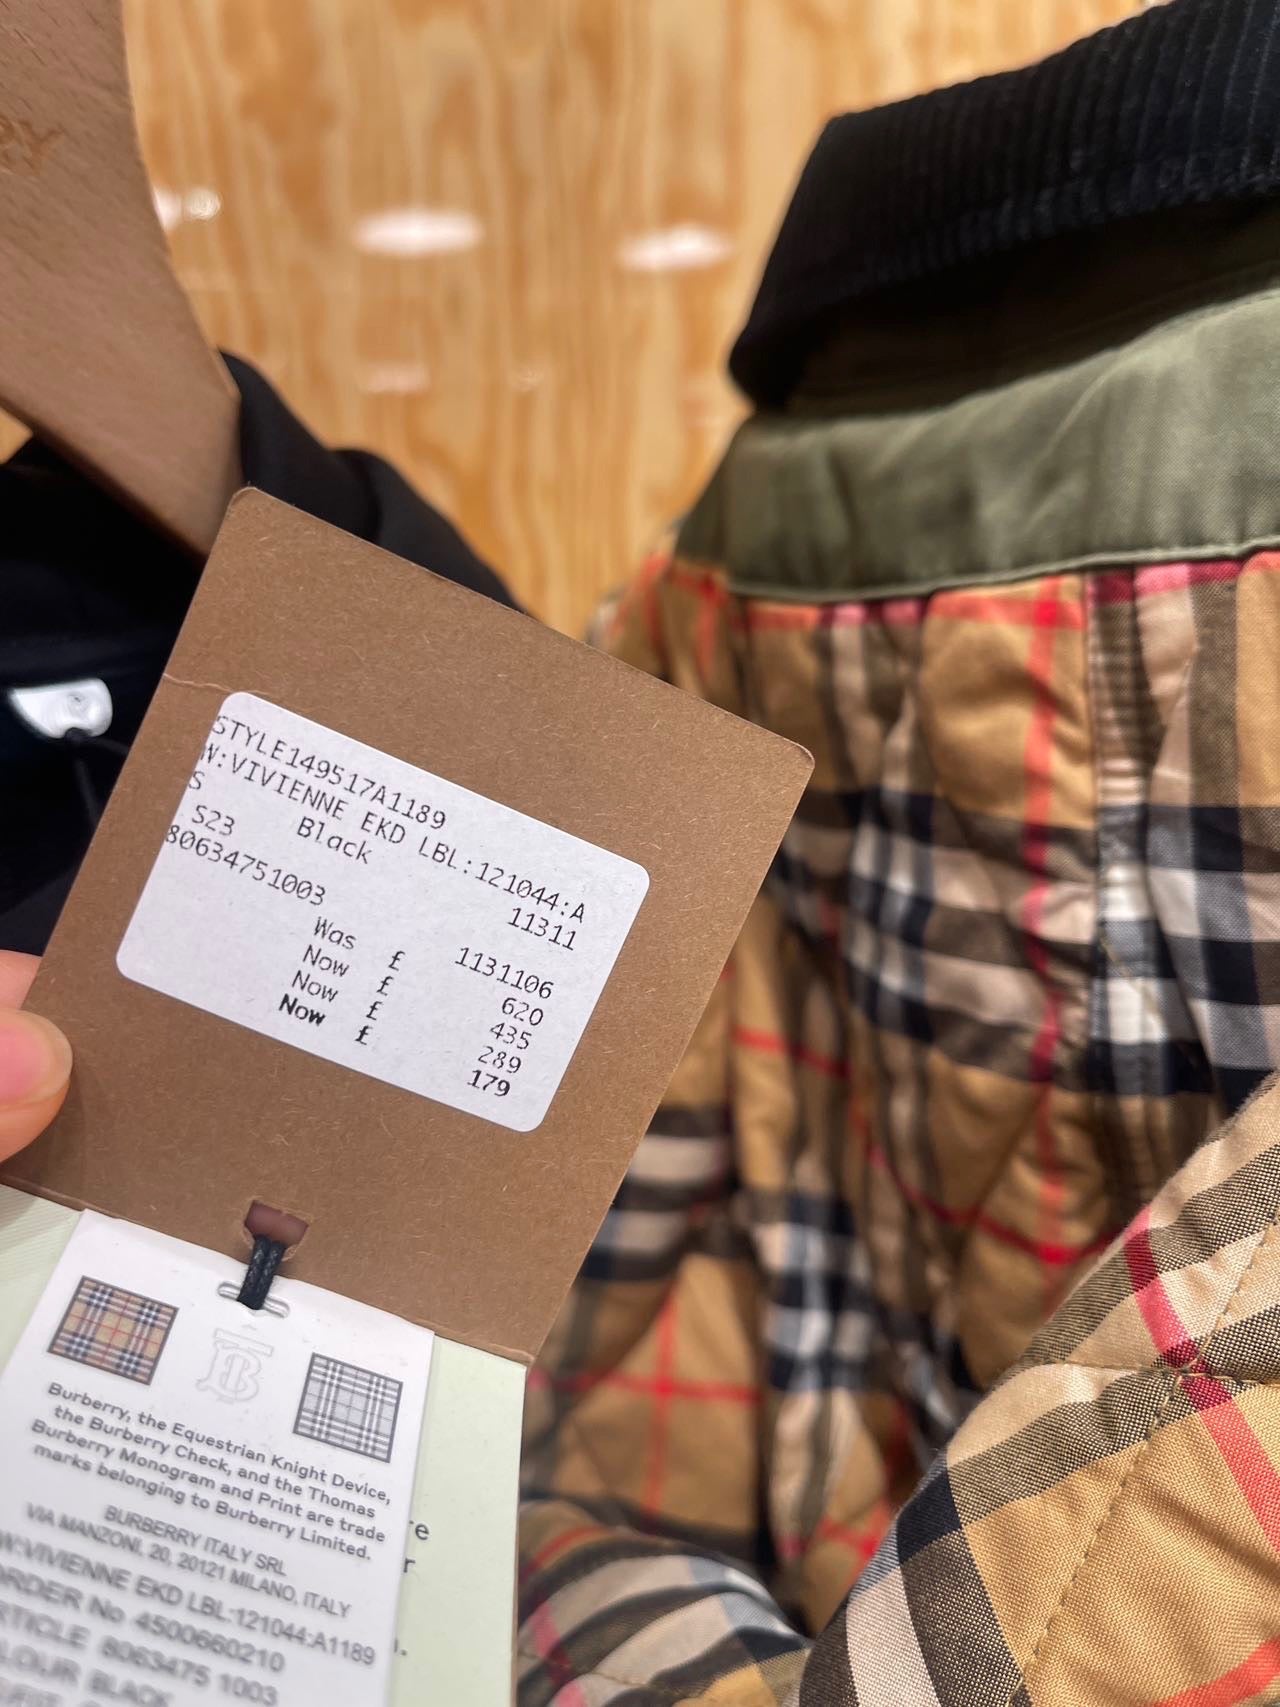 STYLE149517A1189
W:VIVIENNE EKD LBL:121044:A
S
S23 Black 11311
80634751003
1131106
Was £ 620
Now £ 435
Now £ 289
Now £ 179
Burberry, the Equestrian Knight Device,
the Burberry Check, and the Thomas
Burberry Monogram and Print are trade
marks belonging to Burberry Limited.
BURBERRY ITALY SRL
VIA MANZONI, 20, 20121 MILANO, ITALY
W:VIVIENNE EKD LBL:121044:A1189
ORDER No 4500660210
ARTICLE 8063475 1003
COLOUR BLACK